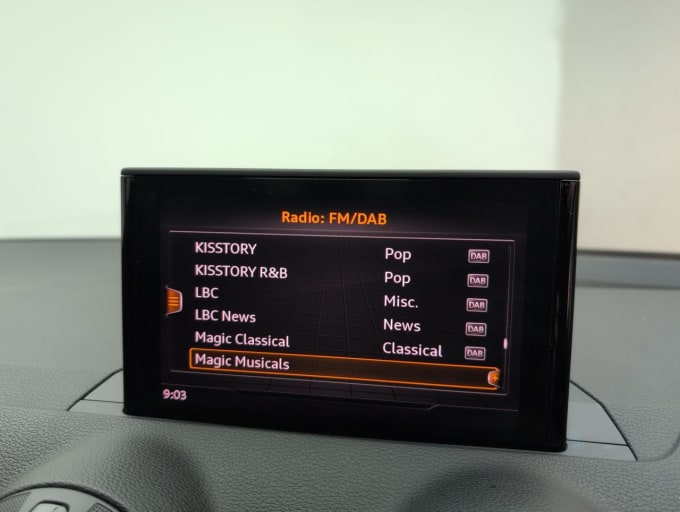 Radio: FM/DAB
KISSTORY Pop DAB
KISSTORY R&B Pop DAB
LBC Misc. DAB
LBC News News DAB
Magic Classical Classical DAB
Magic Musicals
9:03